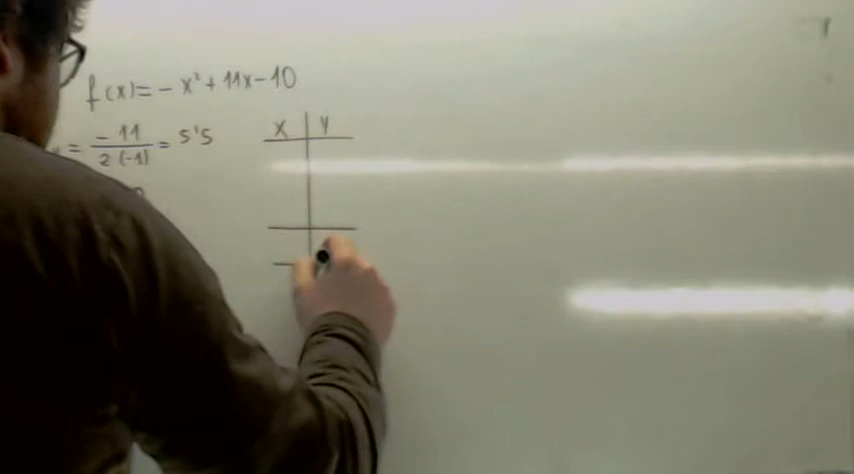 f(x)= - x² + 11x - 10
= -11 / 2(-1) = 5'5
X Y